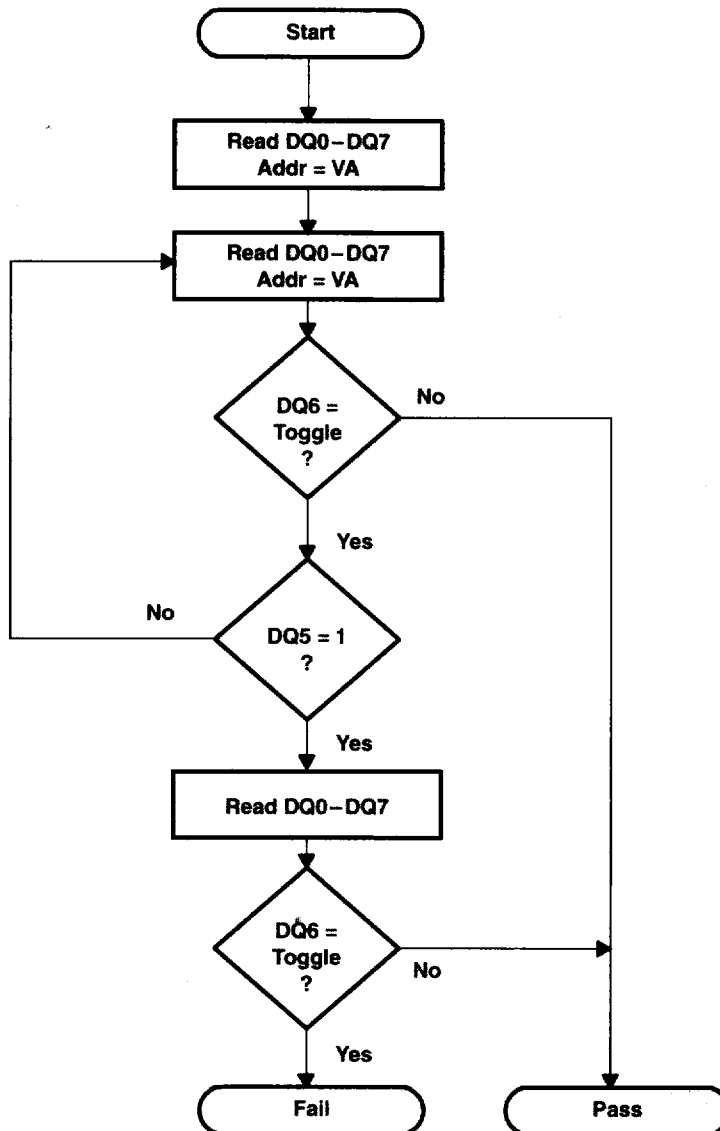 Start
Read DQ0–DQ7
Addr = VA
Read DQ0–DQ7
Addr = VA
DQ6 =
Toggle
?
No
Yes
DQ5 = 1
?
No
Yes
Read DQ0–DQ7
DQ6 =
Toggle
?
No
Yes
Fail
Pass